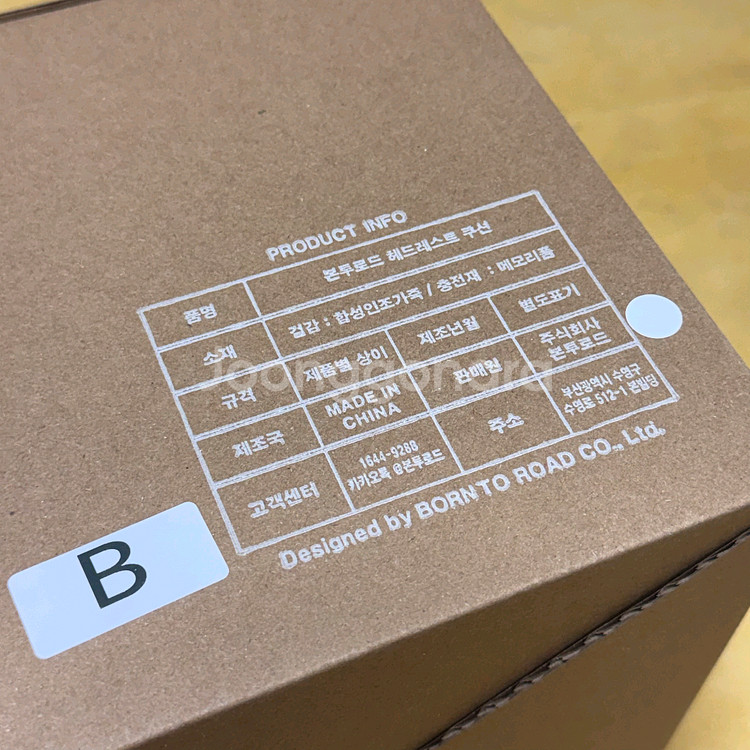 PRODUCT INFO
품명 본투로드 헤드레스트 쿠션
소재 겉감 : 합성인조가죽 / 충전재 : 메모리폼
규격 제품별 상이 제조년월 별도표기
제조국 MADE IN CHINA 판매원 주식회사 본투로드
고객센터 1644-9268 카카오톡 @본투로드 주소 부산광역시 수영구 수영로 512-1 본빌딩
Designed by BORN TO ROAD CO., Ltd.
B
Joonggonara